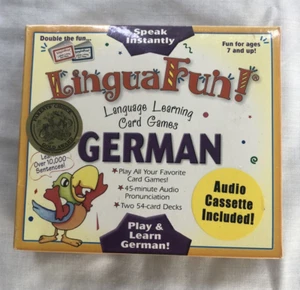 Speak
Instantly
Double the fun...
Fun for ages
7 and up!
LinguaFun!®
Language Learning
Card Games
GERMAN
Over 10,000
Sentences!
• Play All Your Favorite
Card Games!
• 45-minute Audio
Pronunciation
• Two 54-card Decks
Audio
Cassette
Included!
Play &
Learn
German!